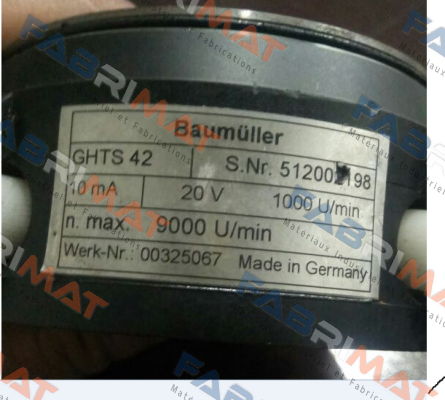 Baumüller
GHTS 42 S.Nr. 512002198
10 mA 20 V 1000 U/min
n. max. 9000 U/min
Werk-Nr.: 00325067 Made in Germany
FABRIMAT